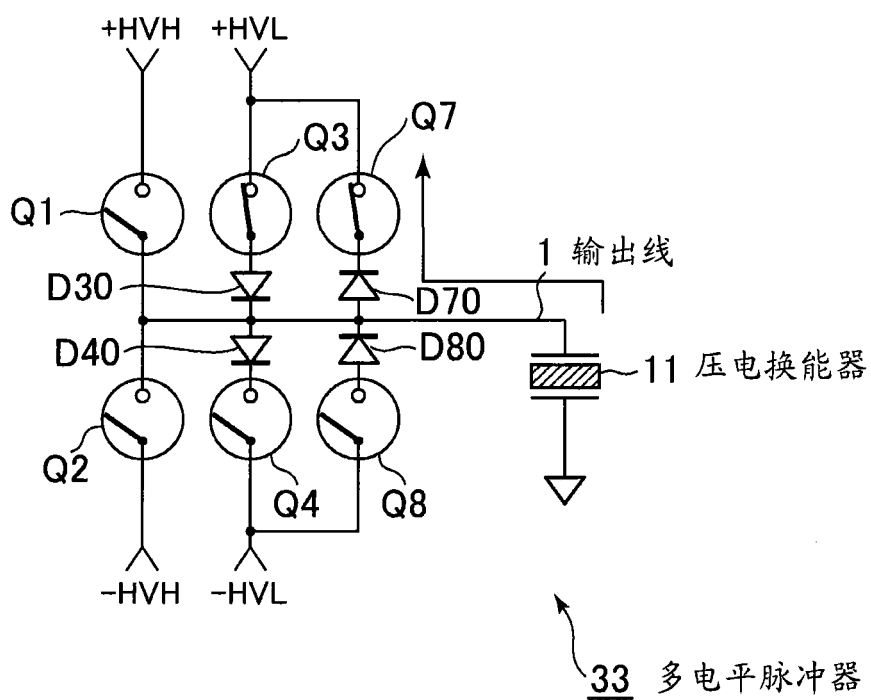 +HVH +HVL
Q3
Q7
Q1
D30
D70
1 输出线
D40
D80
11 压电换能器
Q2
Q4
Q8
-HVH -HVL
33 多电平脉冲器